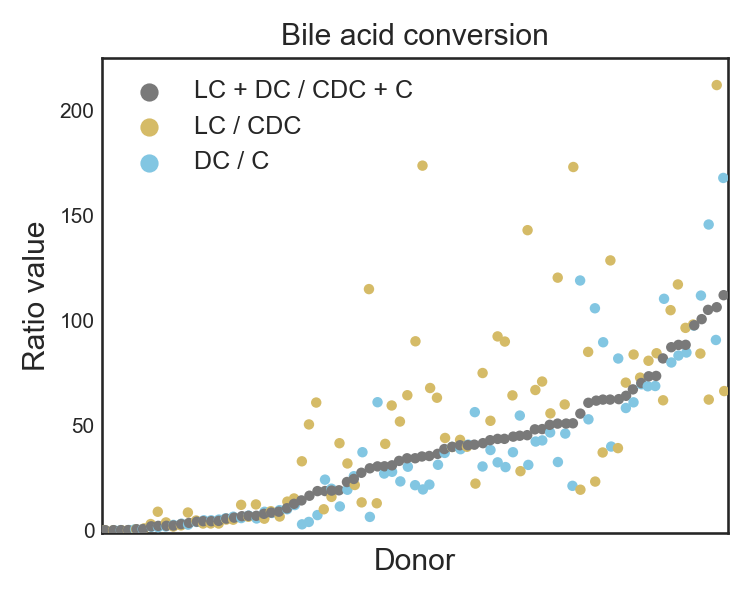 Bile acid conversion
LC + DC / CDC + C
LC / CDC
DC / C
200
150
100
50
0
Ratio value
Donor